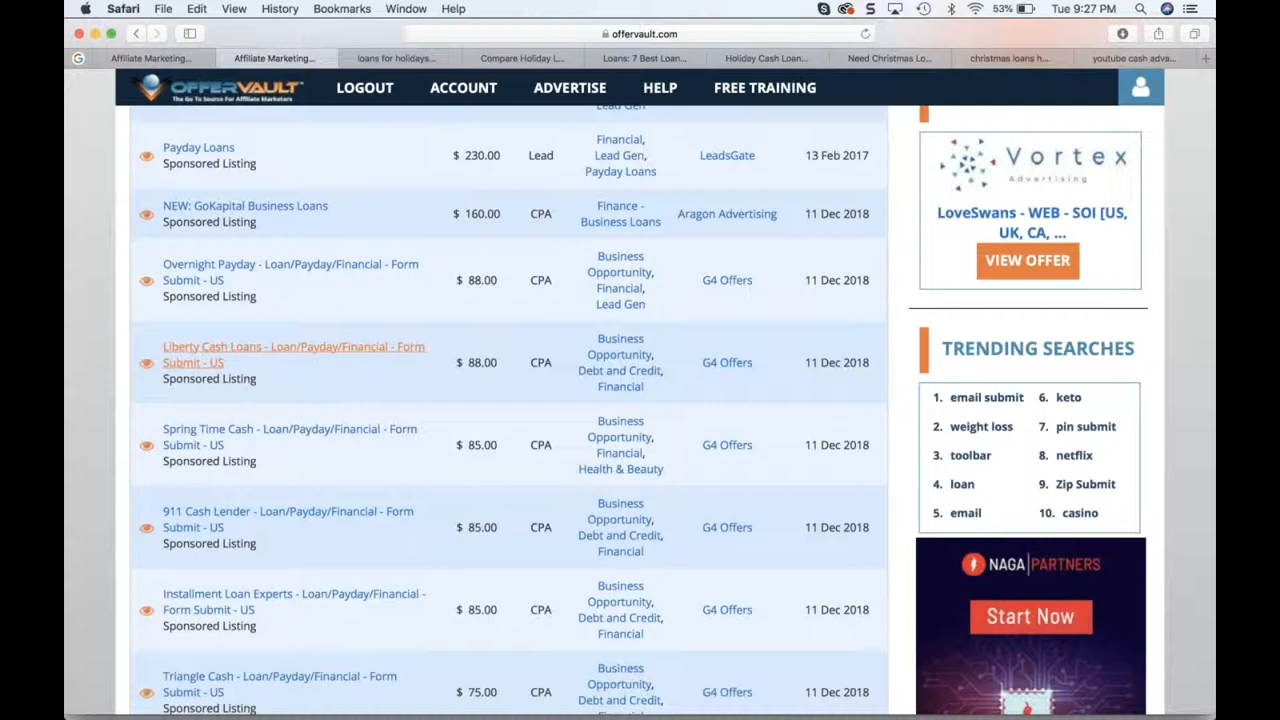 Safari File Edit View History Bookmarks Window Help 53% Tue 9:27 PM
offervault.com
Affiliate Marketing... Affiliate Marketing... loans for holidays... Compare Holiday L... Loans: 7 Best Loan... Holiday Cash Loan... Need Christmas Lo... christmas loans h... youtube cash adva...
OFFERVAULT
The Go To Source For Affiliate Marketers
LOGOUT ACCOUNT ADVERTISE HELP FREE TRAINING
Lead Gen
Payday Loans
Sponsored Listing
$ 230.00
Lead
Financial,
Lead Gen,
Payday Loans
LeadsGate
13 Feb 2017
NEW: GoKapital Business Loans
Sponsored Listing
$ 160.00
CPA
Finance -
Business Loans
Aragon Advertising
11 Dec 2018
Overnight Payday - Loan/Payday/Financial - Form
Submit - US
Sponsored Listing
$ 88.00
CPA
Business
Opportunity,
Financial,
Lead Gen
G4 Offers
11 Dec 2018
Liberty Cash Loans - Loan/Payday/Financial - Form
Submit - US
Sponsored Listing
$ 88.00
CPA
Business
Opportunity,
Debt and Credit,
Financial
G4 Offers
11 Dec 2018
Spring Time Cash - Loan/Payday/Financial - Form
Submit - US
Sponsored Listing
$ 85.00
CPA
Business
Opportunity,
Financial,
Health & Beauty
G4 Offers
11 Dec 2018
911 Cash Lender - Loan/Payday/Financial - Form
Submit - US
Sponsored Listing
$ 85.00
CPA
Business
Opportunity,
Debt and Credit,
Financial
G4 Offers
11 Dec 2018
Installment Loan Experts - Loan/Payday/Financial -
Form Submit - US
Sponsored Listing
$ 85.00
CPA
Business
Opportunity,
Debt and Credit,
Financial
G4 Offers
11 Dec 2018
Triangle Cash - Loan/Payday/Financial - Form
Submit - US
Sponsored Listing
$ 75.00
CPA
Business
Opportunity,
Debt and Credit,
G4 Offers
11 Dec 2018
Vortex
Advertising
LoveSwans - WEB - SOI [US,
UK, CA, ...
VIEW OFFER
TRENDING SEARCHES
1. email submit 6. keto
2. weight loss 7. pin submit
3. toolbar 8. netflix
4. loan 9. Zip Submit
5. email 10. casino
NAGA|PARTNERS
Start Now